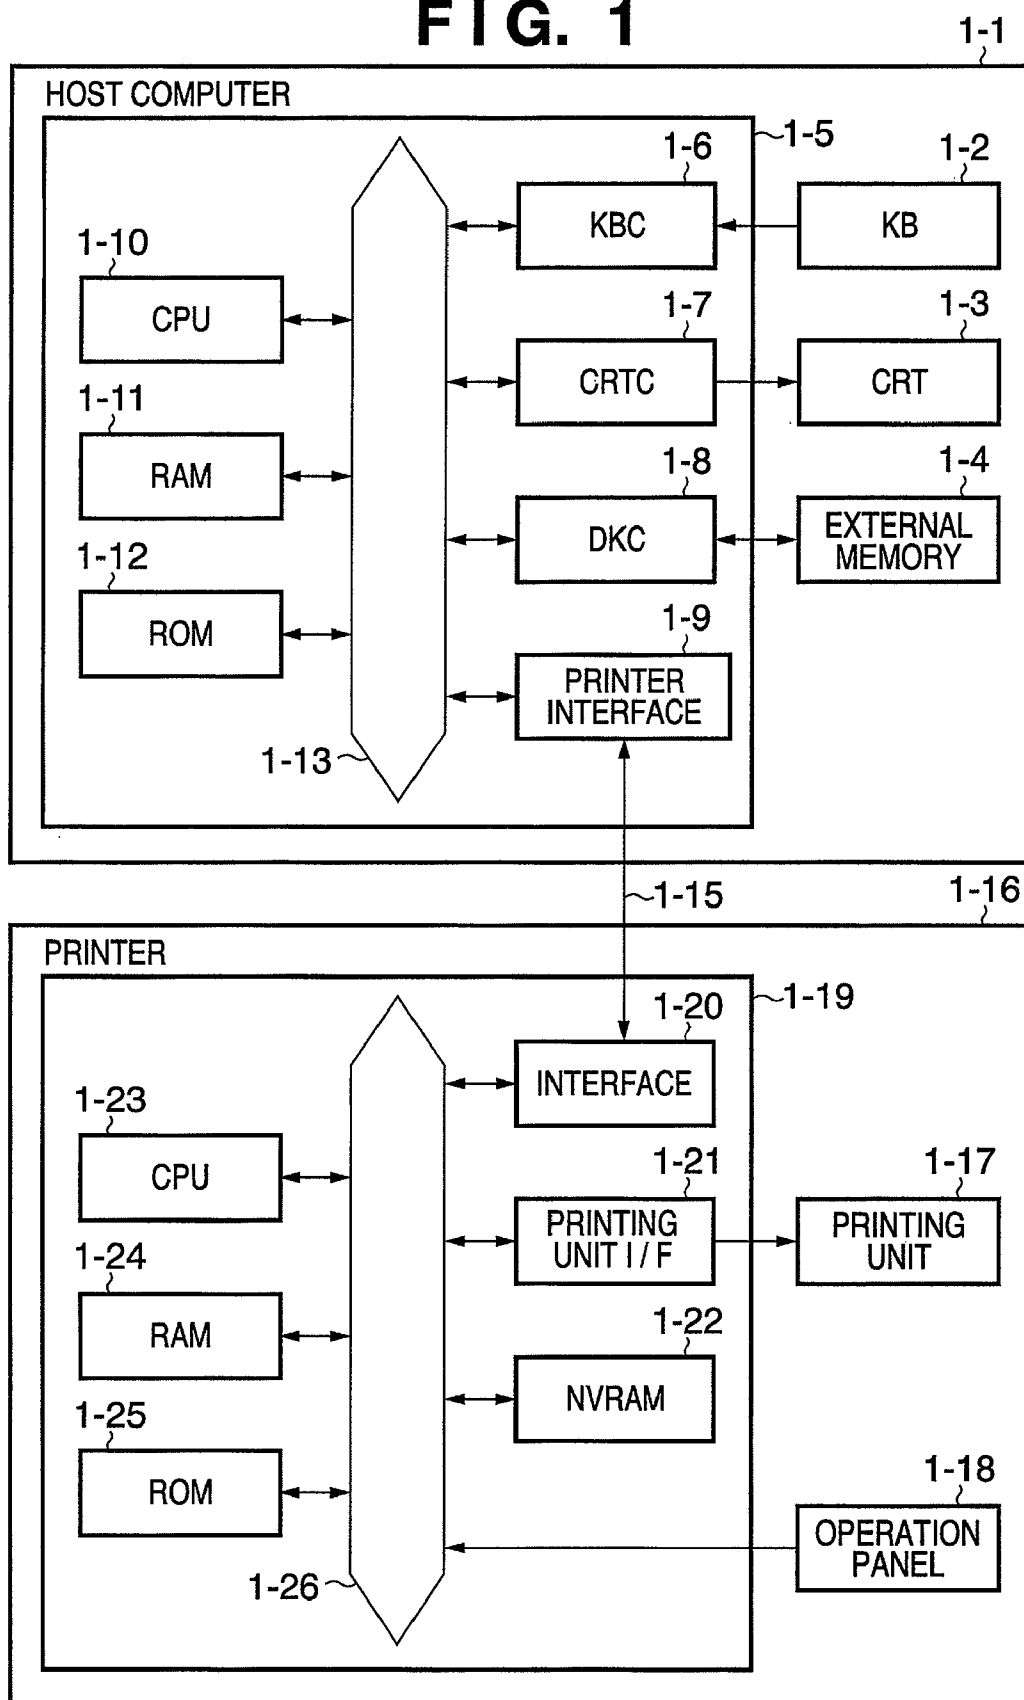 FIG. 1
1-1
HOST COMPUTER
1-5
1-6
1-2
KBC
KB
1-10
CPU
1-7
1-3
CRTC
CRT
1-11
RAM
1-8
1-4
DKC
EXTERNAL
MEMORY
1-12
ROM
1-9
PRINTER
INTERFACE
1-13
1-15
1-16
PRINTER
1-19
1-20
INTERFACE
1-23
CPU
1-21
1-17
PRINTING
UNIT I / F
PRINTING
UNIT
1-24
RAM
1-22
NVRAM
1-25
ROM
1-18
OPERATION
PANEL
1-26